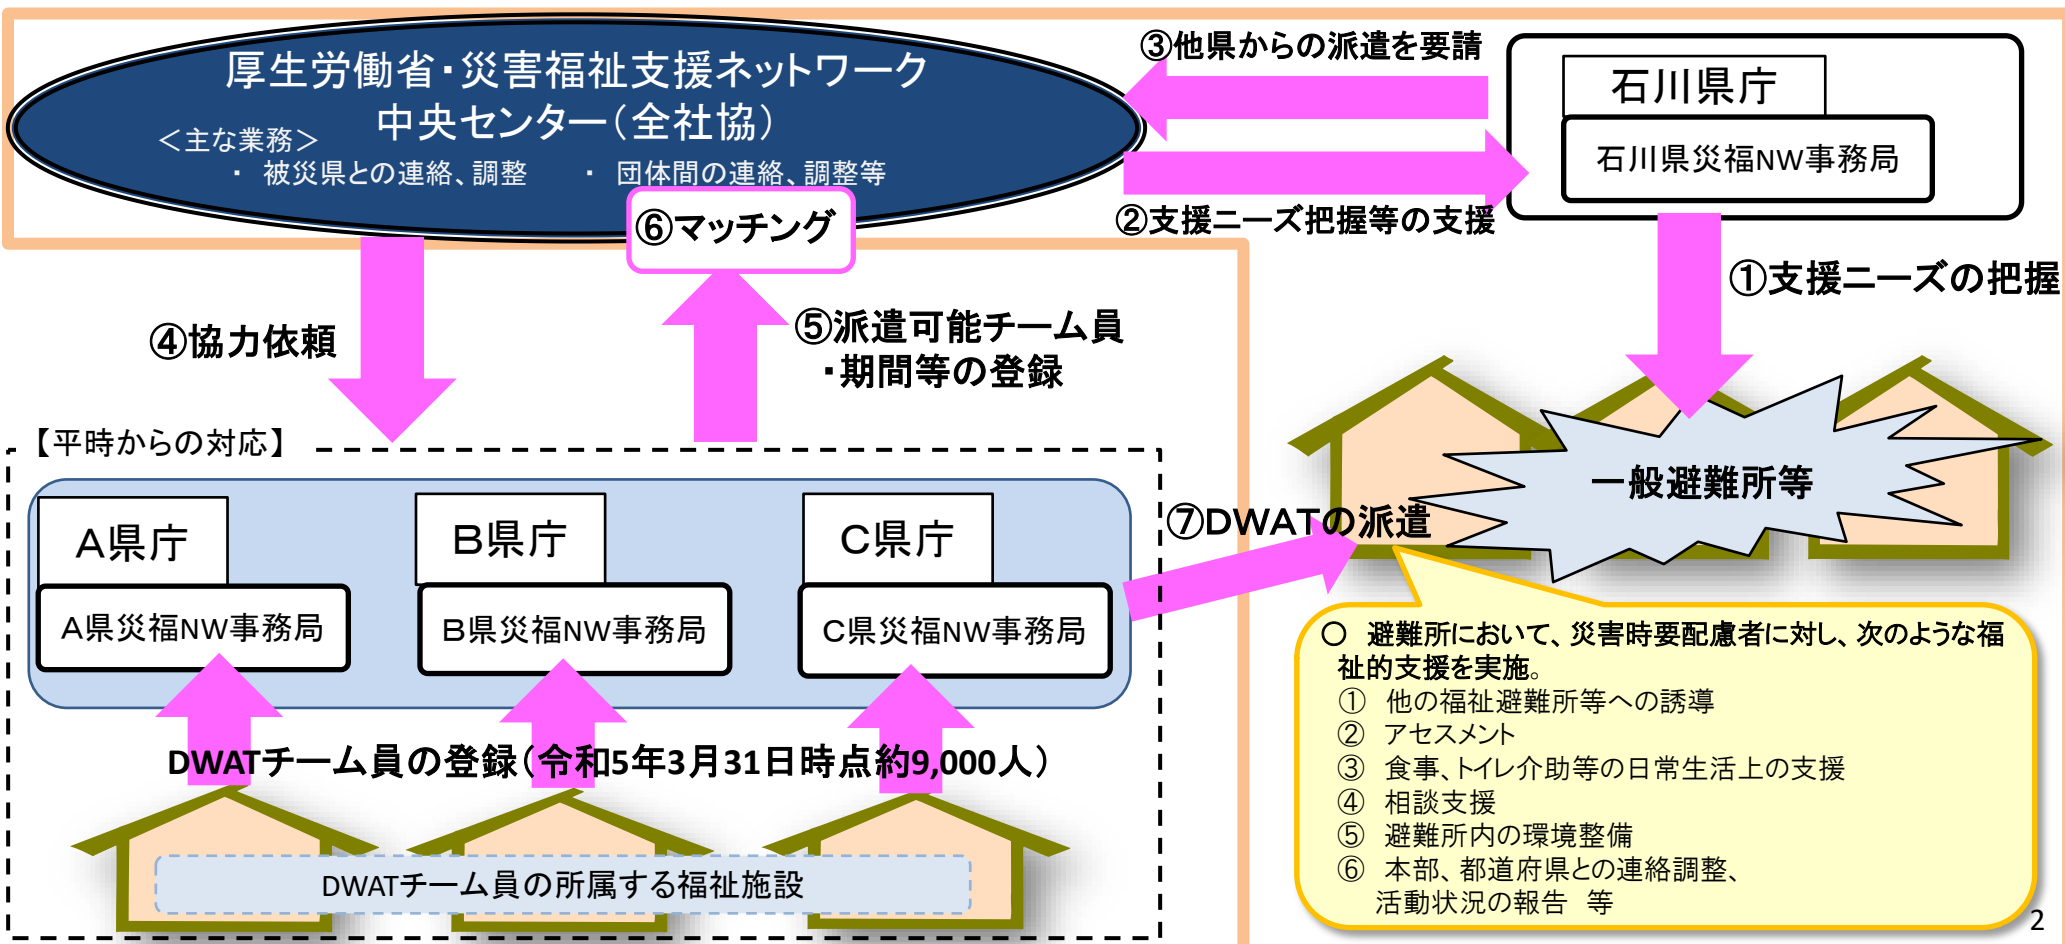 厚生労働省・災害福祉支援ネットワーク
中央センター（全社協）
＜主な業務＞
・ 被災県との連絡、調整　・ 団体間の連絡、調整等
③他県からの派遣を要請
②支援ニーズ把握等の支援
石川県庁
石川県災福NW事務局
①支援ニーズの把握
⑥マッチング
④協力依頼
⑤派遣可能チーム員
・期間等の登録
【平時からの対応】
A県庁
A県災福NW事務局
B県庁
B県災福NW事務局
C県庁
C県災福NW事務局
⑦DWATの派遣
一般避難所等
DWATチーム員の登録（令和5年3月31日時点約9,000人）
DWATチーム員の所属する福祉施設
○　避難所において、災害時要配慮者に対し、次のような福
祉的支援を実施。
①　他の福祉避難所等への誘導
②　アセスメント
③　食事、トイレ介助等の日常生活上の支援
④　相談支援
⑤　避難所内の環境整備
⑥　本部、都道府県との連絡調整、
活動状況の報告　等
2